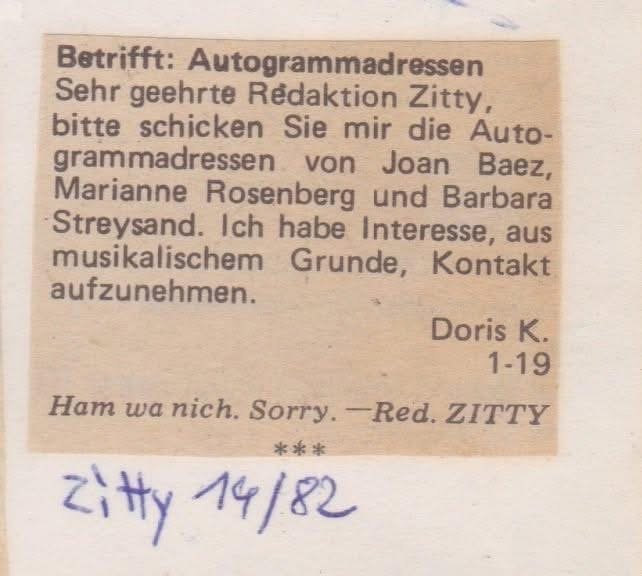 Betrifft: Autogrammadressen
Sehr geehrte Redaktion Zitty,
bitte schicken Sie mir die Auto-
grammadressen von Joan Baez,
Marianne Rosenberg und Barbara
Streysand. Ich habe Interesse, aus
musikalischem Grunde, Kontakt
aufzunehmen.
Doris K.
1-19
Ham wa nich. Sorry. —Red. ZITTY
***
Zitty 14/82